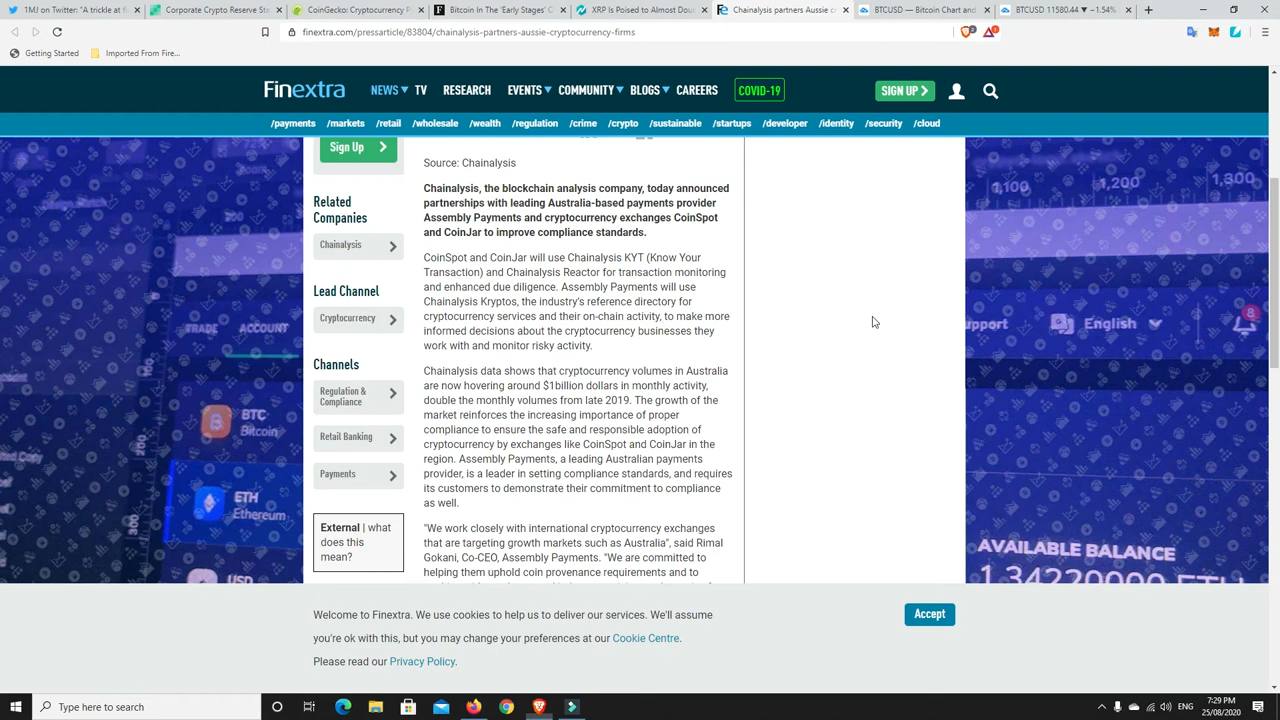 1MJ on Twitter: "A trickle at fi
Corporate Crypto Reserve Sta
CoinGecko: Cryptocurrency P
Bitcoin In The 'Early Stages' C
XRP Is Poised to Almost Dou
Chainalysis partners Aussie c
BTCUSD — Bitcoin Chart and
BTCUSD 11580.44 ▼ −1.54%
finextra.com/pressarticle/83804/chainalysis-partners-aussie-cryptocurrency-firms
Getting Started
Imported From Fire...
Finextra
NEWS
TV
RESEARCH
EVENTS
COMMUNITY
BLOGS
CAREERS
COVID-19
SIGN UP
/payments
/markets
/retail
/wholesale
/wealth
/regulation
/crime
/crypto
/sustainable
/startups
/developer
/identity
/security
/cloud
Sign Up
Related
Companies
Chainalysis
Lead Channel
Cryptocurrency
Channels
Regulation &
Compliance
Retail Banking
Payments
External | what
does this
mean?
Source: Chainalysis
Chainalysis, the blockchain analysis company, today announced
partnerships with leading Australia-based payments provider
Assembly Payments and cryptocurrency exchanges CoinSpot
and CoinJar to improve compliance standards.
CoinSpot and CoinJar will use Chainalysis KYT (Know Your
Transaction) and Chainalysis Reactor for transaction monitoring
and enhanced due diligence. Assembly Payments will use
Chainalysis Kryptos, the industry's reference directory for
cryptocurrency services and their on-chain activity, to make more
informed decisions about the cryptocurrency businesses they
work with and monitor risky activity.
Chainalysis data shows that cryptocurrency volumes in Australia
are now hovering around $1billion dollars in monthly activity,
double the monthly volumes from late 2019. The growth of the
market reinforces the increasing importance of proper
compliance to ensure the safe and responsible adoption of
cryptocurrency by exchanges like CoinSpot and CoinJar in the
region. Assembly Payments, a leading Australian payments
provider, is a leader in setting compliance standards, and requires
its customers to demonstrate their commitment to compliance
as well.
"We work closely with international cryptocurrency exchanges
that are targeting growth markets such as Australia", said Rimal
Gokani, Co-CEO, Assembly Payments. "We are committed to
helping them uphold coin provenance requirements and to
TRADE
ACCOUNT
BTC
Bitcoin
ETH
Ethereum
USD
100
300
1,100
1,200
1,300
pport
English
8
AVAILABLE BALANCE
1.34220000 ETH
Welcome to Finextra. We use cookies to help us to deliver our services. We'll assume
you're ok with this, but you may change your preferences at our Cookie Centre.
Please read our Privacy Policy.
Accept
Type here to search
ENG
7:29 PM
25/08/2020